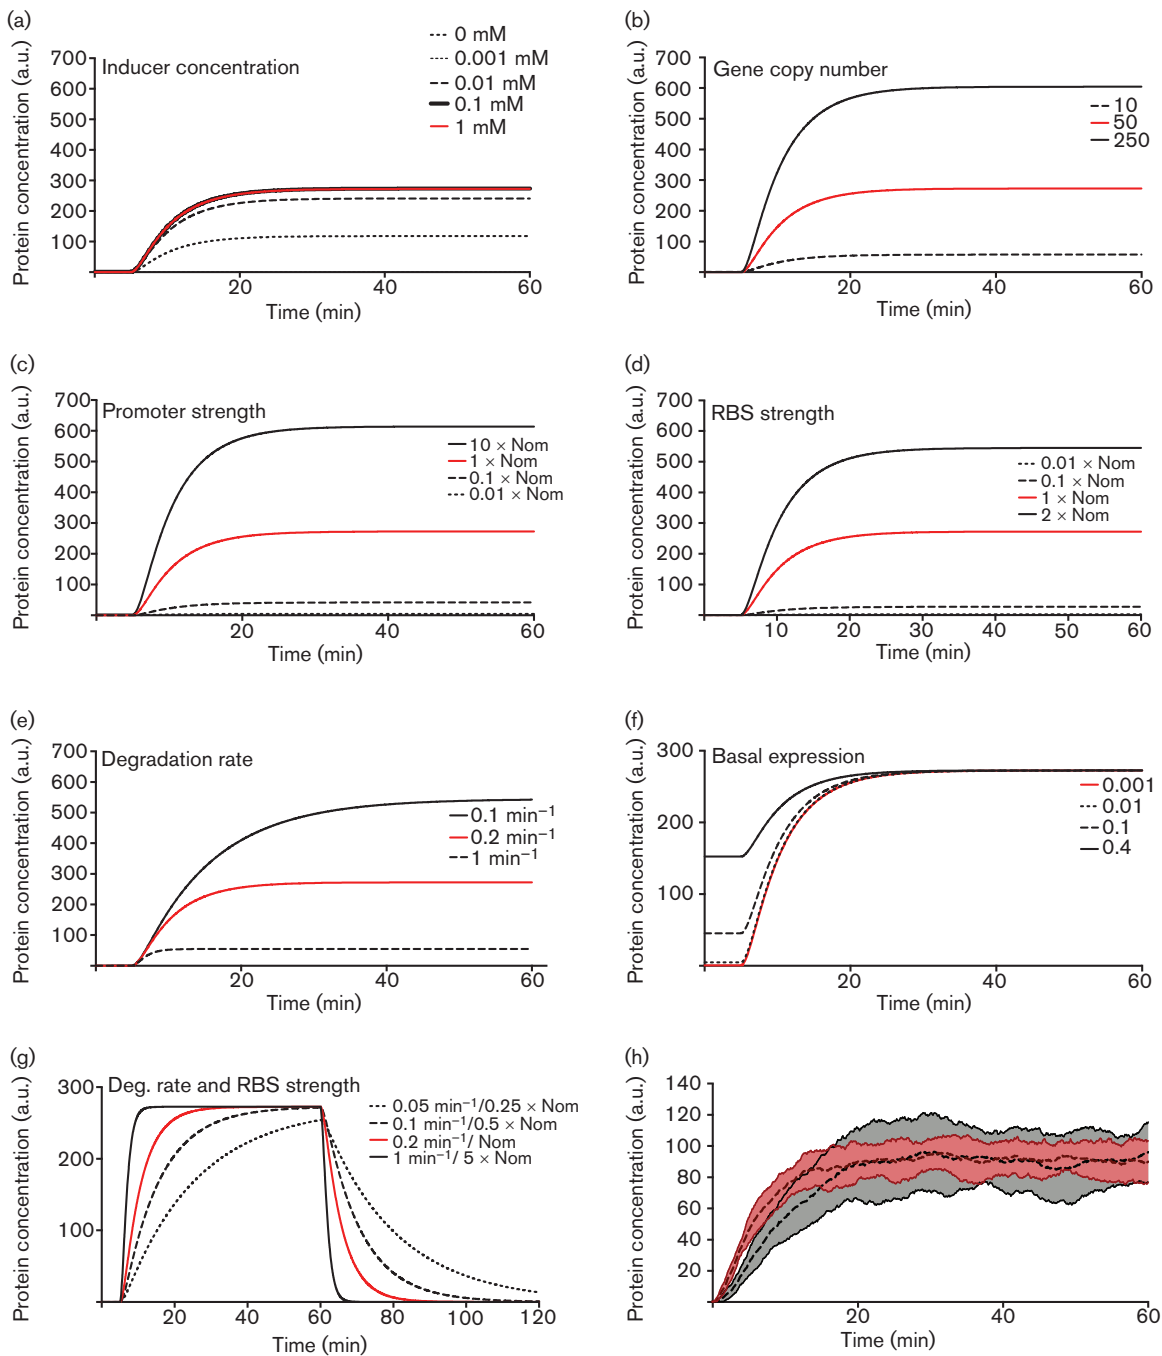 (a)
Protein concentration (a.u.)
Inducer concentration
0 mM
0.001 mM
0.01 mM
0.1 mM
1 mM
700
600
500
400
300
200
100
20
40
60
Time (min)
(b)
Protein concentration (a.u.)
Gene copy number
10
50
250
700
600
500
400
300
200
100
20
40
60
Time (min)
(c)
Protein concentration (a.u.)
Promoter strength
10 × Nom
1 × Nom
0.1 × Nom
0.01 × Nom
700
600
500
400
300
200
100
20
40
60
Time (min)
(d)
Protein concentration (a.u.)
RBS strength
0.01 × Nom
0.1 × Nom
1 × Nom
2 × Nom
700
600
500
400
300
200
100
10
20
30
40
50
60
Time (min)
(e)
Protein concentration (a.u.)
Degradation rate
0.1 min⁻¹
0.2 min⁻¹
1 min⁻¹
700
600
500
400
300
200
100
20
40
60
Time (min)
(f)
Protein concentration (a.u.)
Basal expression
0.001
0.01
0.1
0.4
300
200
100
20
40
60
Time (min)
(g)
Protein concentration (a.u.)
Deg. rate and RBS strength
0.05 min⁻¹/0.25 × Nom
0.1 min⁻¹/0.5 × Nom
0.2 min⁻¹/ Nom
1 min⁻¹/ 5 × Nom
300
200
100
20
40
60
80
100
120
Time (min)
(h)
Protein concentration (a.u.)
140
120
100
80
60
40
20
20
40
60
Time (min)